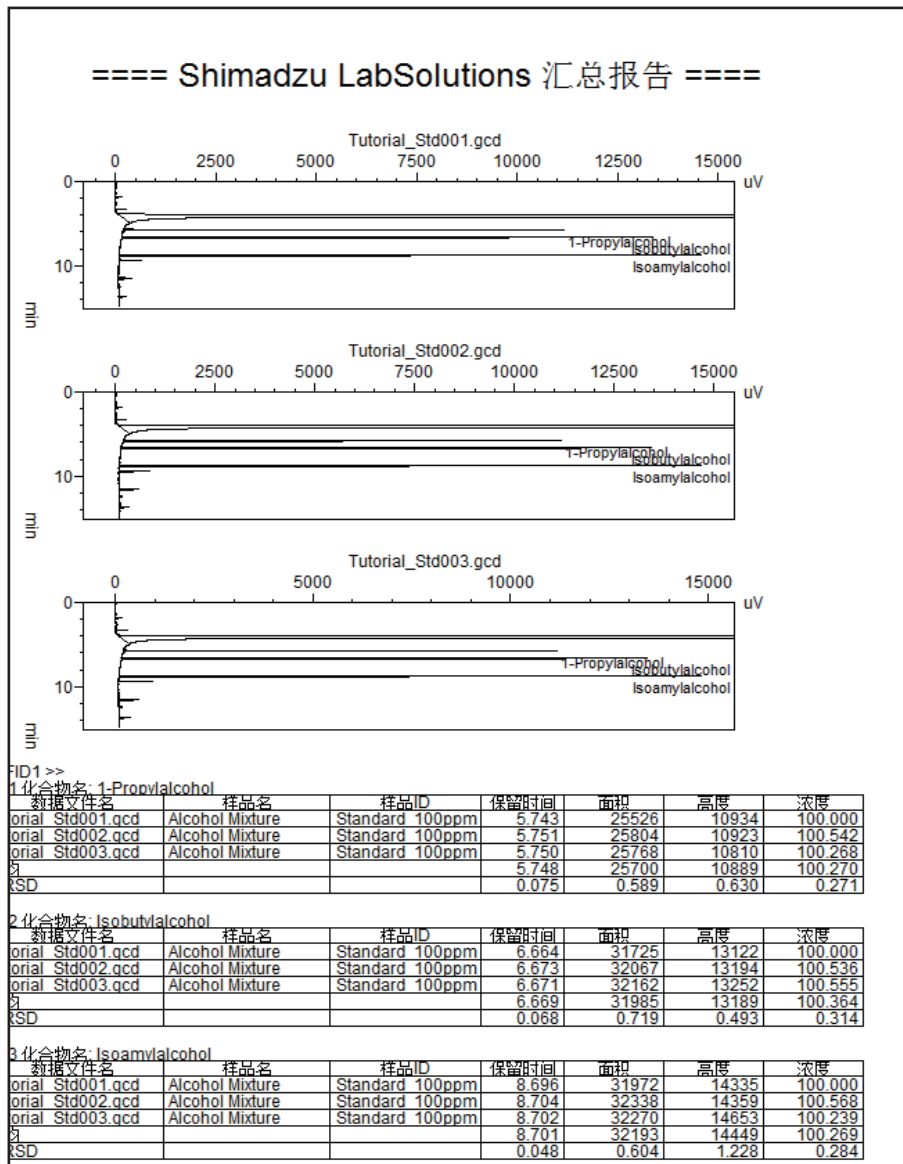 ==== Shimadzu LabSolutions 汇总报告 ====
Tutorial_Std001.gcd
0 2500 5000 7500 10000 12500 15000
uV
0
1-Propylalcohol
Isobutylalcohol
10
Isoamylalcohol
min
Tutorial_Std002.gcd
0 2500 5000 7500 10000 12500 15000
uV
0
1-Propylalcohol
Isobutylalcohol
10
Isoamylalcohol
min
Tutorial_Std003.gcd
0 5000 10000 15000
uV
0
1-Propylalcohol
Isobutylalcohol
10
Isoamylalcohol
min
FID1 >>
1 化合物名: 1-Propylalcohol
数据文件名 样品名 样品ID 保留时间 面积 高度 浓度
orial_Std001.gcd Alcohol Mixture Standard_100ppm 5.743 25526 10934 100.000
orial_Std002.gcd Alcohol Mixture Standard_100ppm 5.751 25804 10923 100.542
orial_Std003.gcd Alcohol Mixture Standard_100ppm 5.750 25768 10810 100.268
5.748 25700 10889 100.270
RSD 0.075 0.589 0.630 0.271
2 化合物名: Isobutylalcohol
数据文件名 样品名 样品ID 保留时间 面积 高度 浓度
orial_Std001.gcd Alcohol Mixture Standard_100ppm 6.664 31725 13122 100.000
orial_Std002.gcd Alcohol Mixture Standard_100ppm 6.673 32067 13194 100.536
orial_Std003.gcd Alcohol Mixture Standard_100ppm 6.671 32162 13252 100.555
6.669 31985 13189 100.364
RSD 0.068 0.719 0.493 0.314
3 化合物名: Isoamylalcohol
数据文件名 样品名 样品ID 保留时间 面积 高度 浓度
orial_Std001.gcd Alcohol Mixture Standard_100ppm 8.696 31972 14335 100.000
orial_Std002.gcd Alcohol Mixture Standard_100ppm 8.704 32338 14359 100.568
orial_Std003.gcd Alcohol Mixture Standard_100ppm 8.702 32270 14653 100.239
8.701 32193 14449 100.269
RSD 0.048 0.604 1.228 0.284